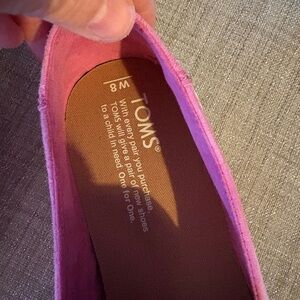 TOMS®
W 8
With every pair you purchase,
TOMS will give a pair of new shoes
to a child in need. One for One.